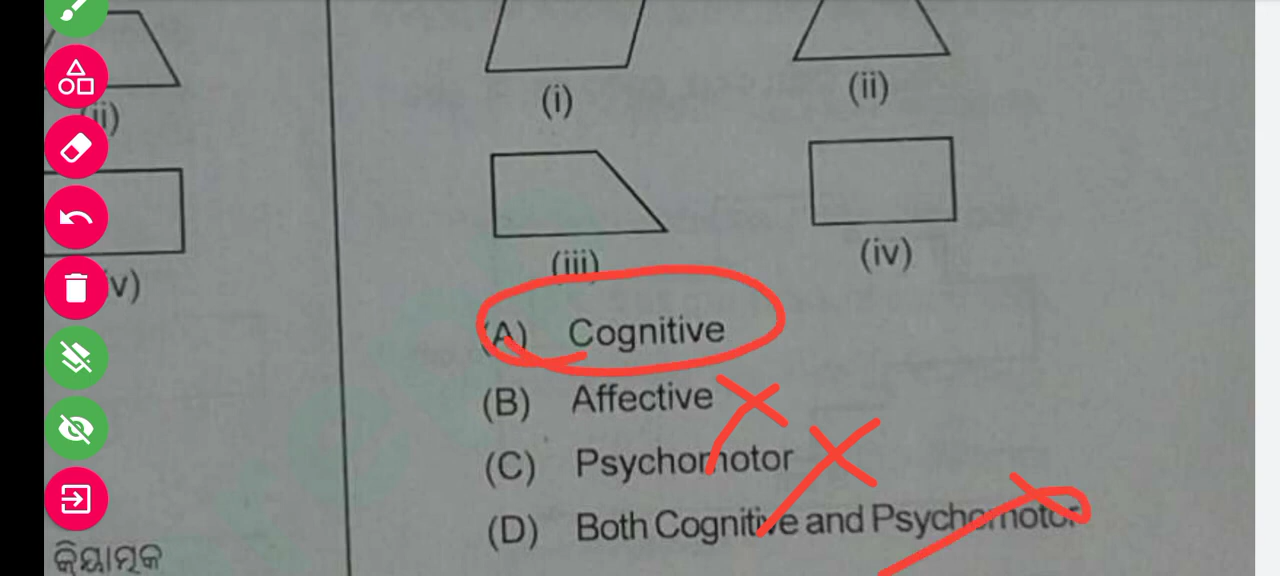 (i)
(ii)
(ii)
(iii)
(iv)
(A) Cognitive
(B) Affective
(C) Psychomotor
(D) Both Cognitive and Psychomotor